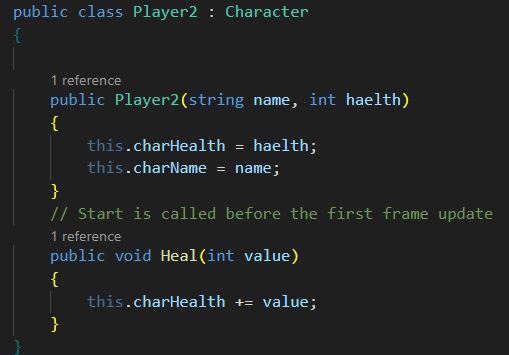 public class Player2 : Character
{
1 reference
public Player2(string name, int haelth)
{
this.charHealth = haelth;
this.charName = name;
}
// Start is called before the first frame update
1 reference
public void Heal(int value)
{
this.charHealth += value;
}
}